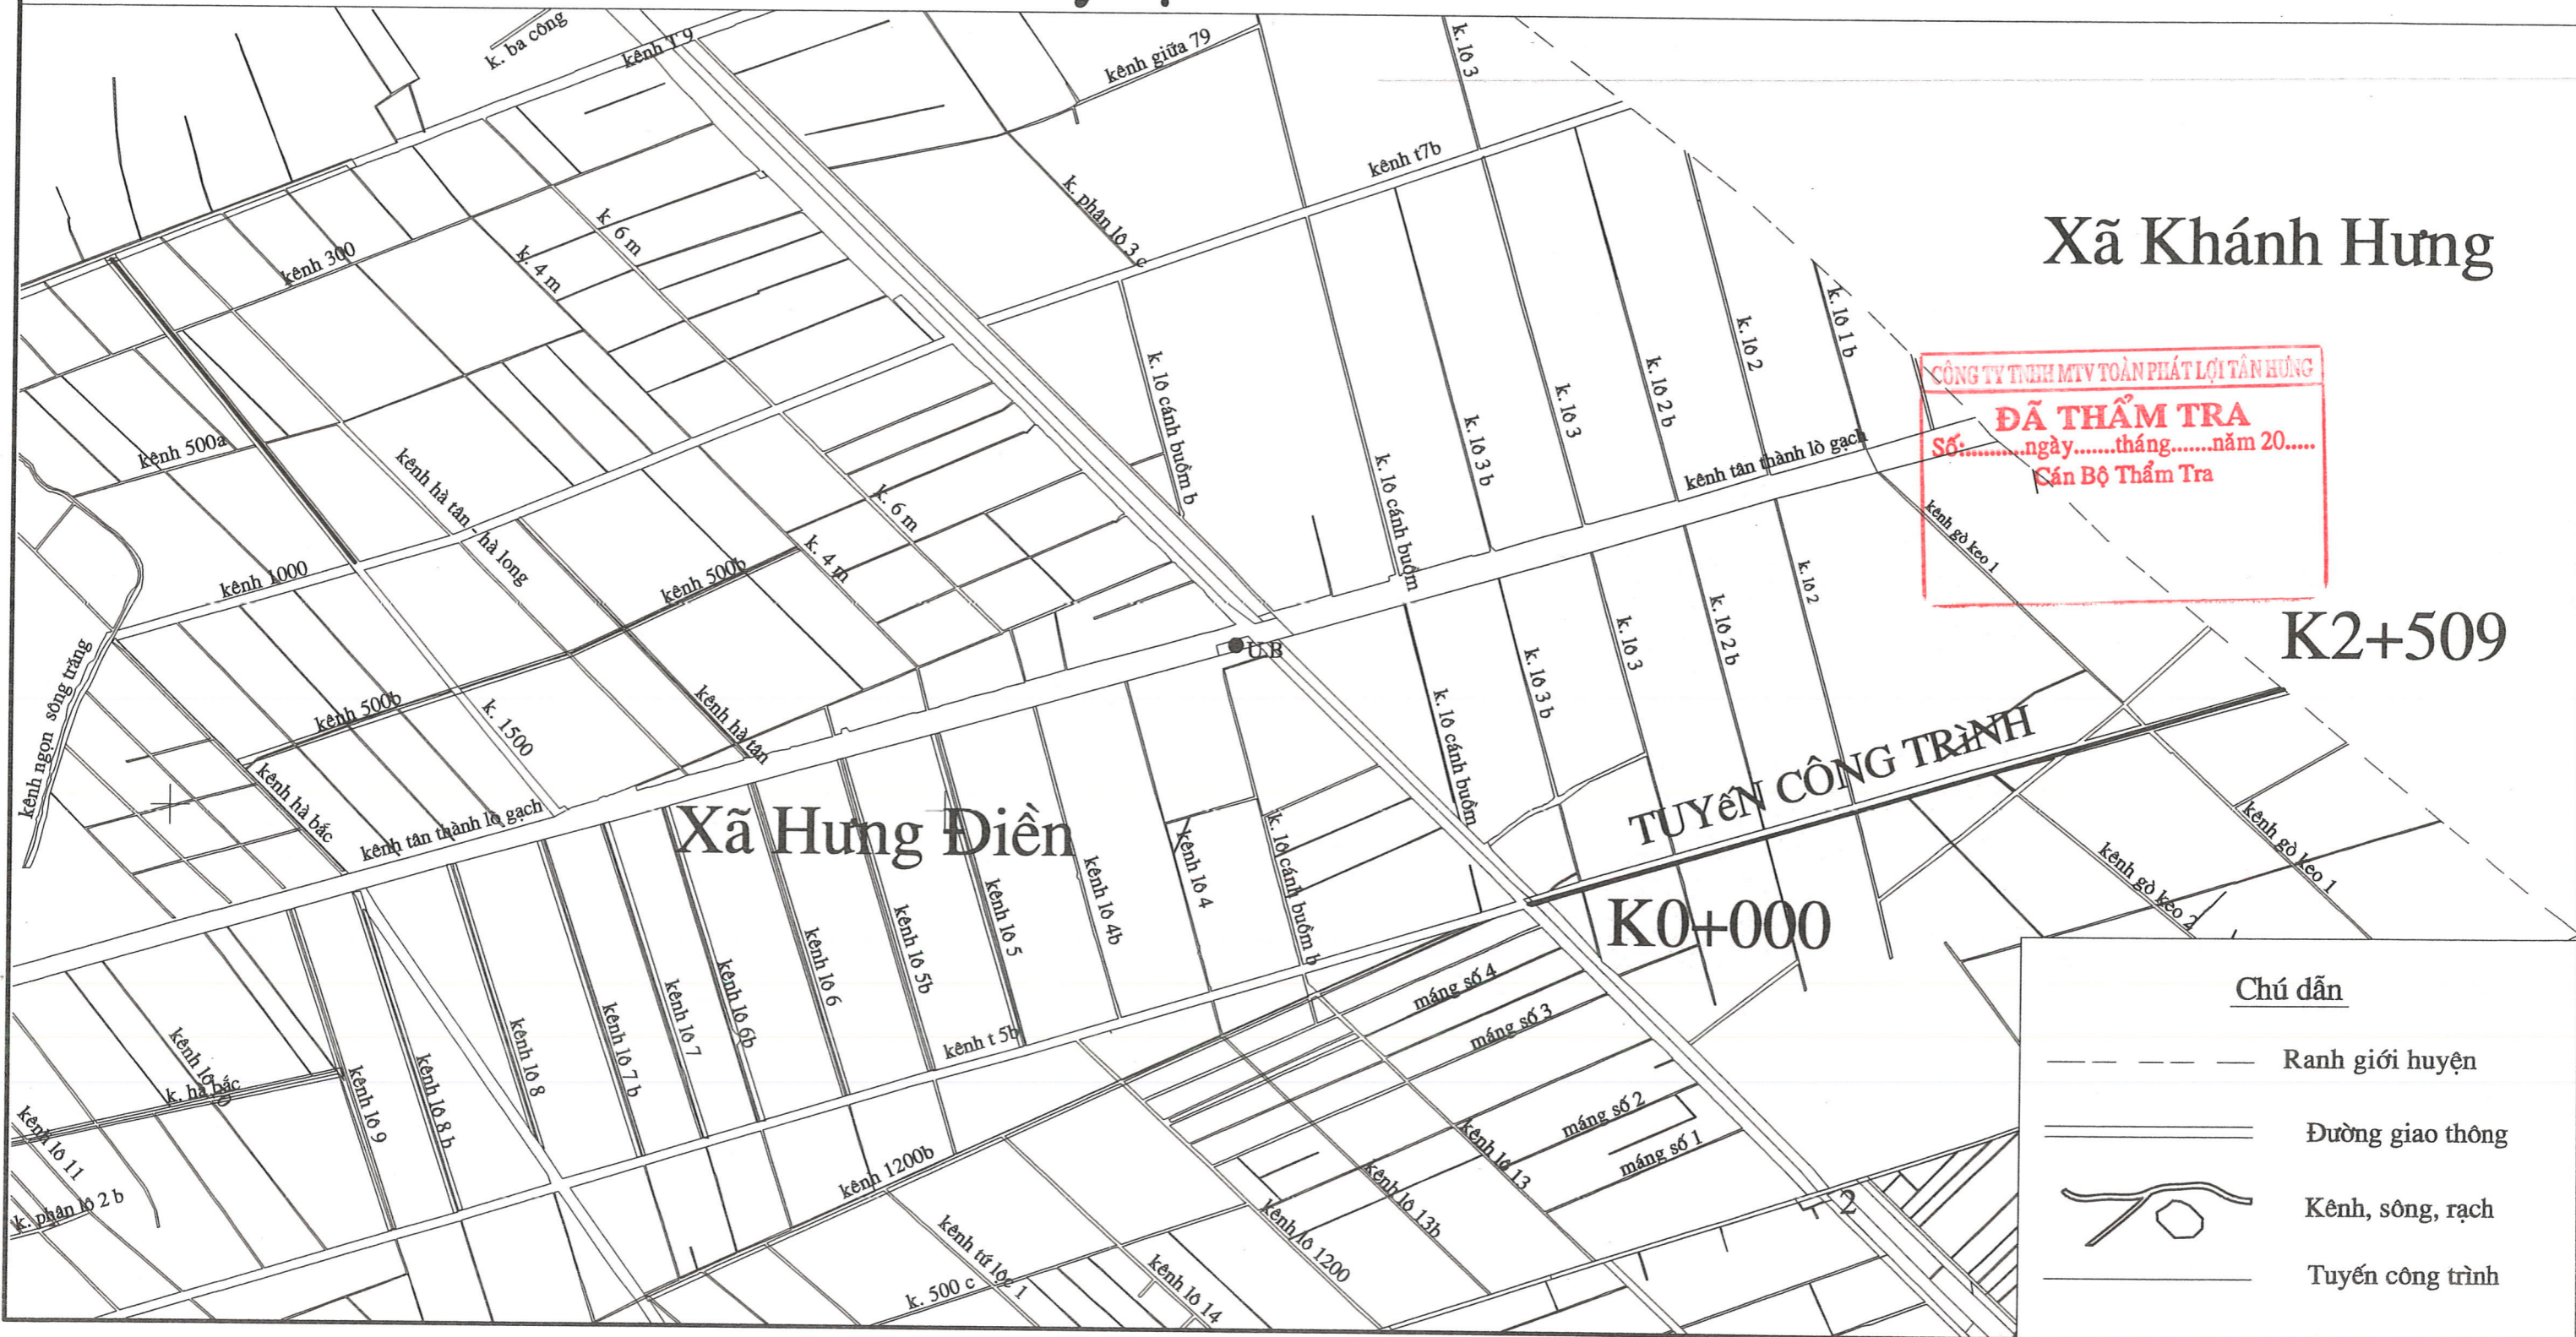 k. ba công
kênh T 9
kênh giữa 79
k. lô 3
kênh t7b
k. phân lô 3 c
Xã Khánh Hưng
kênh 300
k. 4 m
k 6 m
k. lô cánh buồm b
k. lô cánh buồm
k. lô 3 b
k. lô 3
k. lô 2 b
k. lô 2
k. lô 1 b
CÔNG TY TNHH MTV TOÀN PHÁT LỢI TÂN HƯNG
ĐÃ THẨM TRA
Số:...........ngày.......tháng.......năm 20.....
Cán Bộ Thẩm Tra
kênh 500a
kênh hà tân - hà long
k. 6 m
k. 4 m
kênh tân thành lò gạch
kênh gò keo 1
kênh 1000
kênh 500b
K2+509
U.B
k. lô cánh buồm
k. lô 3 b
k. lô 3
k. lô 2 b
k. lô 2
kênh ngọn sông trăng
kênh 500b
k. 1500
kênh hà tân
kênh hà bắc
kênh tân thành lò gạch
Xã Hưng Điền
TUYếN CÔNG TRÌNH
K0+000
kênh gò keo 1
kênh gò keo 2
kênh lô 9
kênh lô 8 b
kênh lô 8
kênh lô 7 b
kênh lô 7
kênh lô 6b
kênh lô 6
kênh lô 5b
kênh lô 5
kênh lô 4b
kênh lô 4
k. lô cánh buồm b
kênh t 5b
máng số 4
máng số 3
máng số 2
máng số 1
k. hà bắc
kênh lô 11
k. phân lô 2 b
kênh 1200b
kênh lô 13
kênh lô 13b
kênh lô 1200
kênh tứ lộc 1
k. 500 c
kênh lô 14
2
Chú dẫn
Ranh giới huyện
Đường giao thông
Kênh, sông, rạch
Tuyến công trình